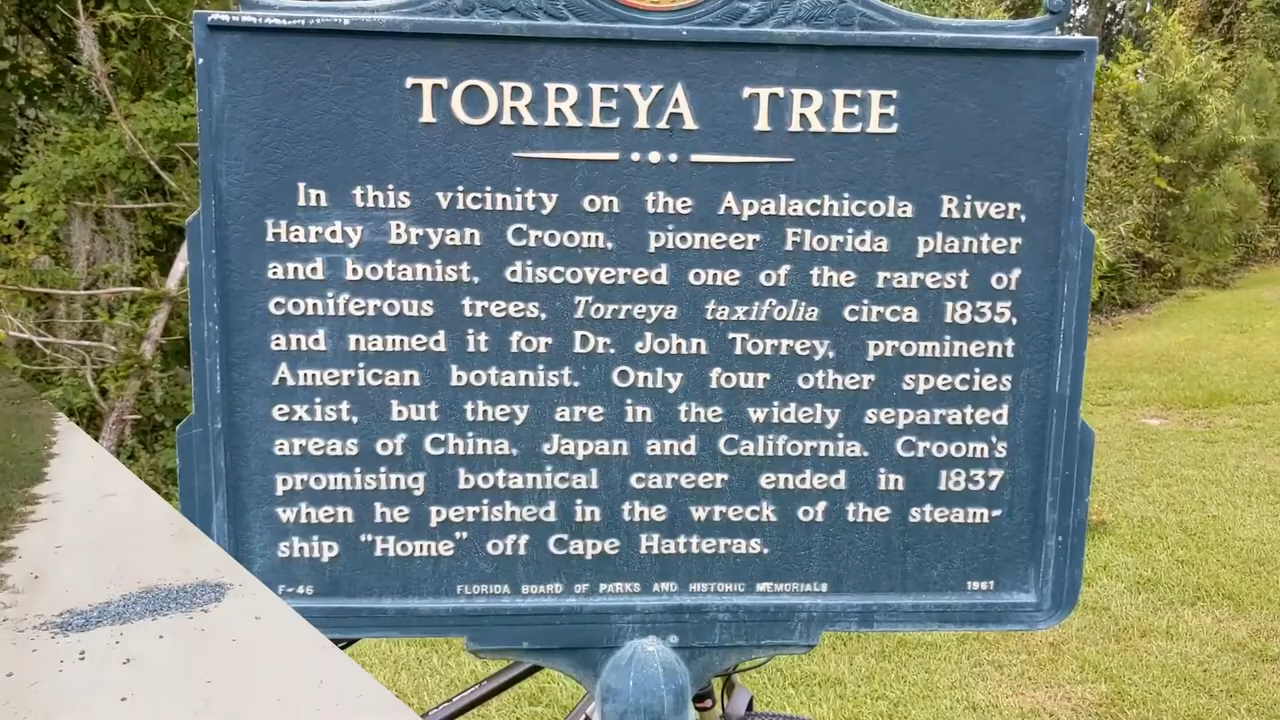 TORREYA TREE
In this vicinity on the Apalachicola River,
Hardy Bryan Croom, pioneer Florida planter
and botanist, discovered one of the rarest of
coniferous trees, Torreya taxifolia circa 1835,
and named it for Dr. John Torrey, prominent
American botanist. Only four other species
exist, but they are in the widely separated
areas of China, Japan and California. Croom's
promising botanical career ended in 1837
when he perished in the wreck of the steam-
ship "Home" off Cape Hatteras.
F-46 FLORIDA BOARD OF PARKS AND HISTORIC MEMORIALS 1961